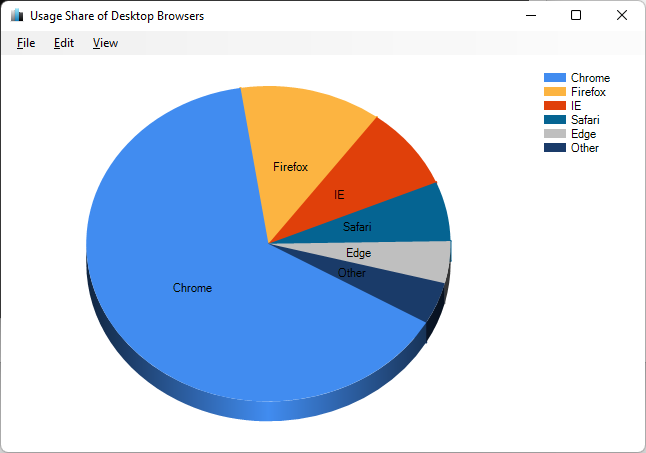 Usage Share of Desktop Browsers
File Edit View
Chrome
Firefox
IE
Safari
Edge
Other
Firefox
IE
Safari
Edge
Other
Chrome